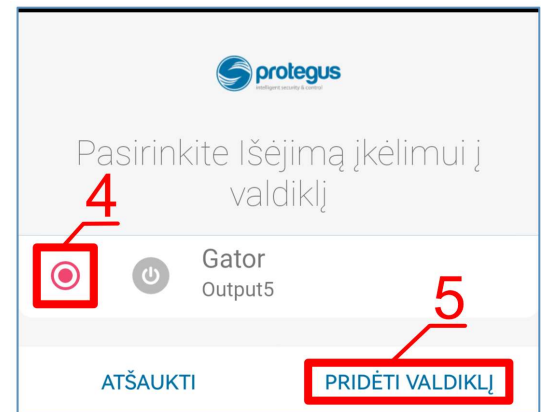 protegus
intelligent security & control
Pasirinkite Išėjimą įkėlimui į
valdiklį
4
Gator
Output5
5
ATŠAUKTI
PRIDĖTI VALDIKLĮ